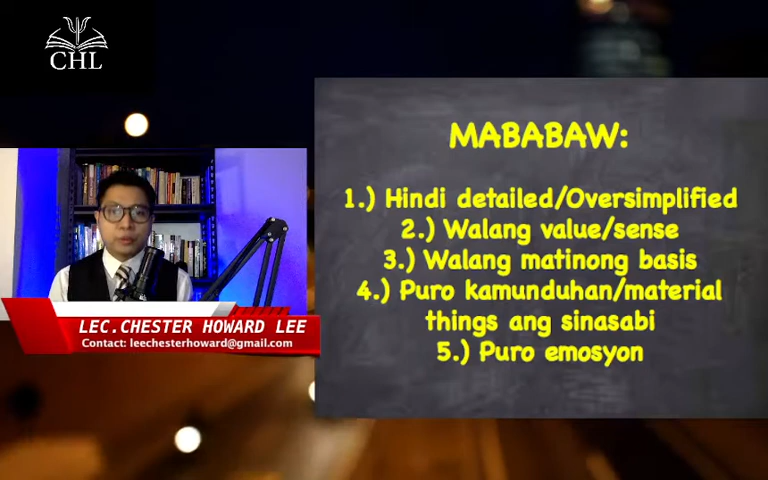 CHL
MABABAW:
1.) Hindi detailed/Oversimplified
2.) Walang value/sense
3.) Walang matinong basis
4.) Puro kamunduhan/material
things ang sinasabi
5.) Puro emosyon
LEC.CHESTER HOWARD LEE
Contact: leechesterhoward@gmail.com